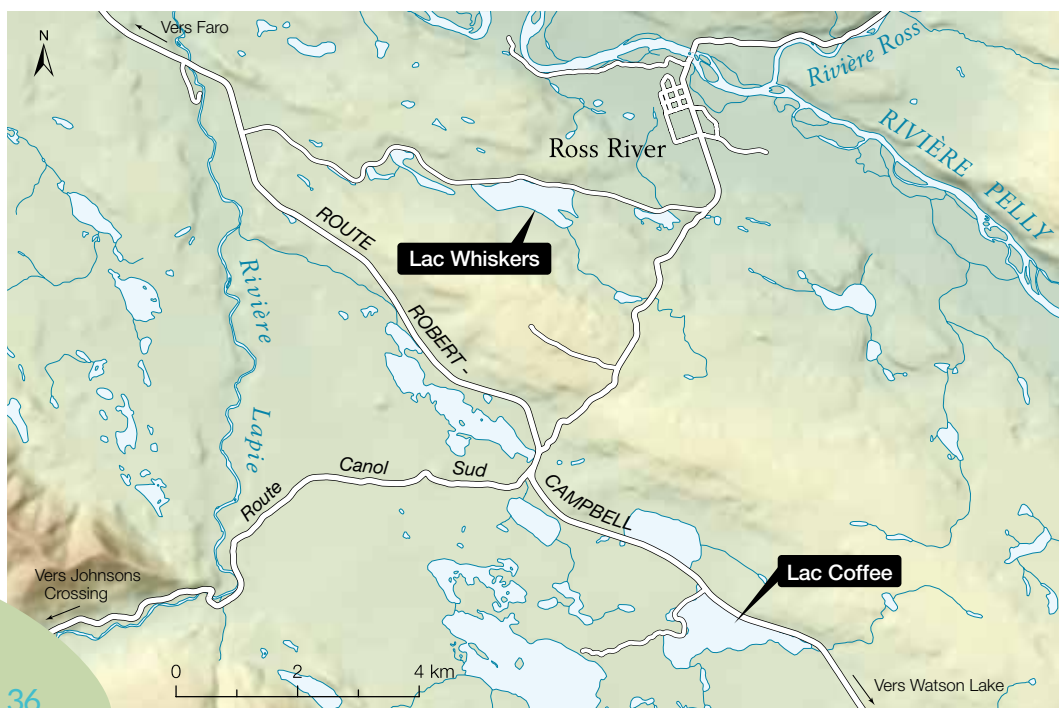 Vers Faro
N
Rivière Ross
RIVIÈRE PELLY
Ross River
Lac Whiskers
ROUTE ROBERT-CAMPBELL
Rivière Lapie
Route Canol Sud
Lac Coffee
Vers Johnsons
Crossing
0 2 4 km
Vers Watson Lake
36